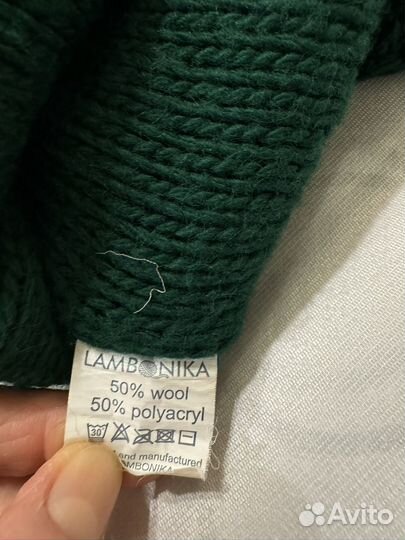 LAMBONIKA
50% wool
50% polyacryl
30
and manufactured
LAMBONIKA
Avito